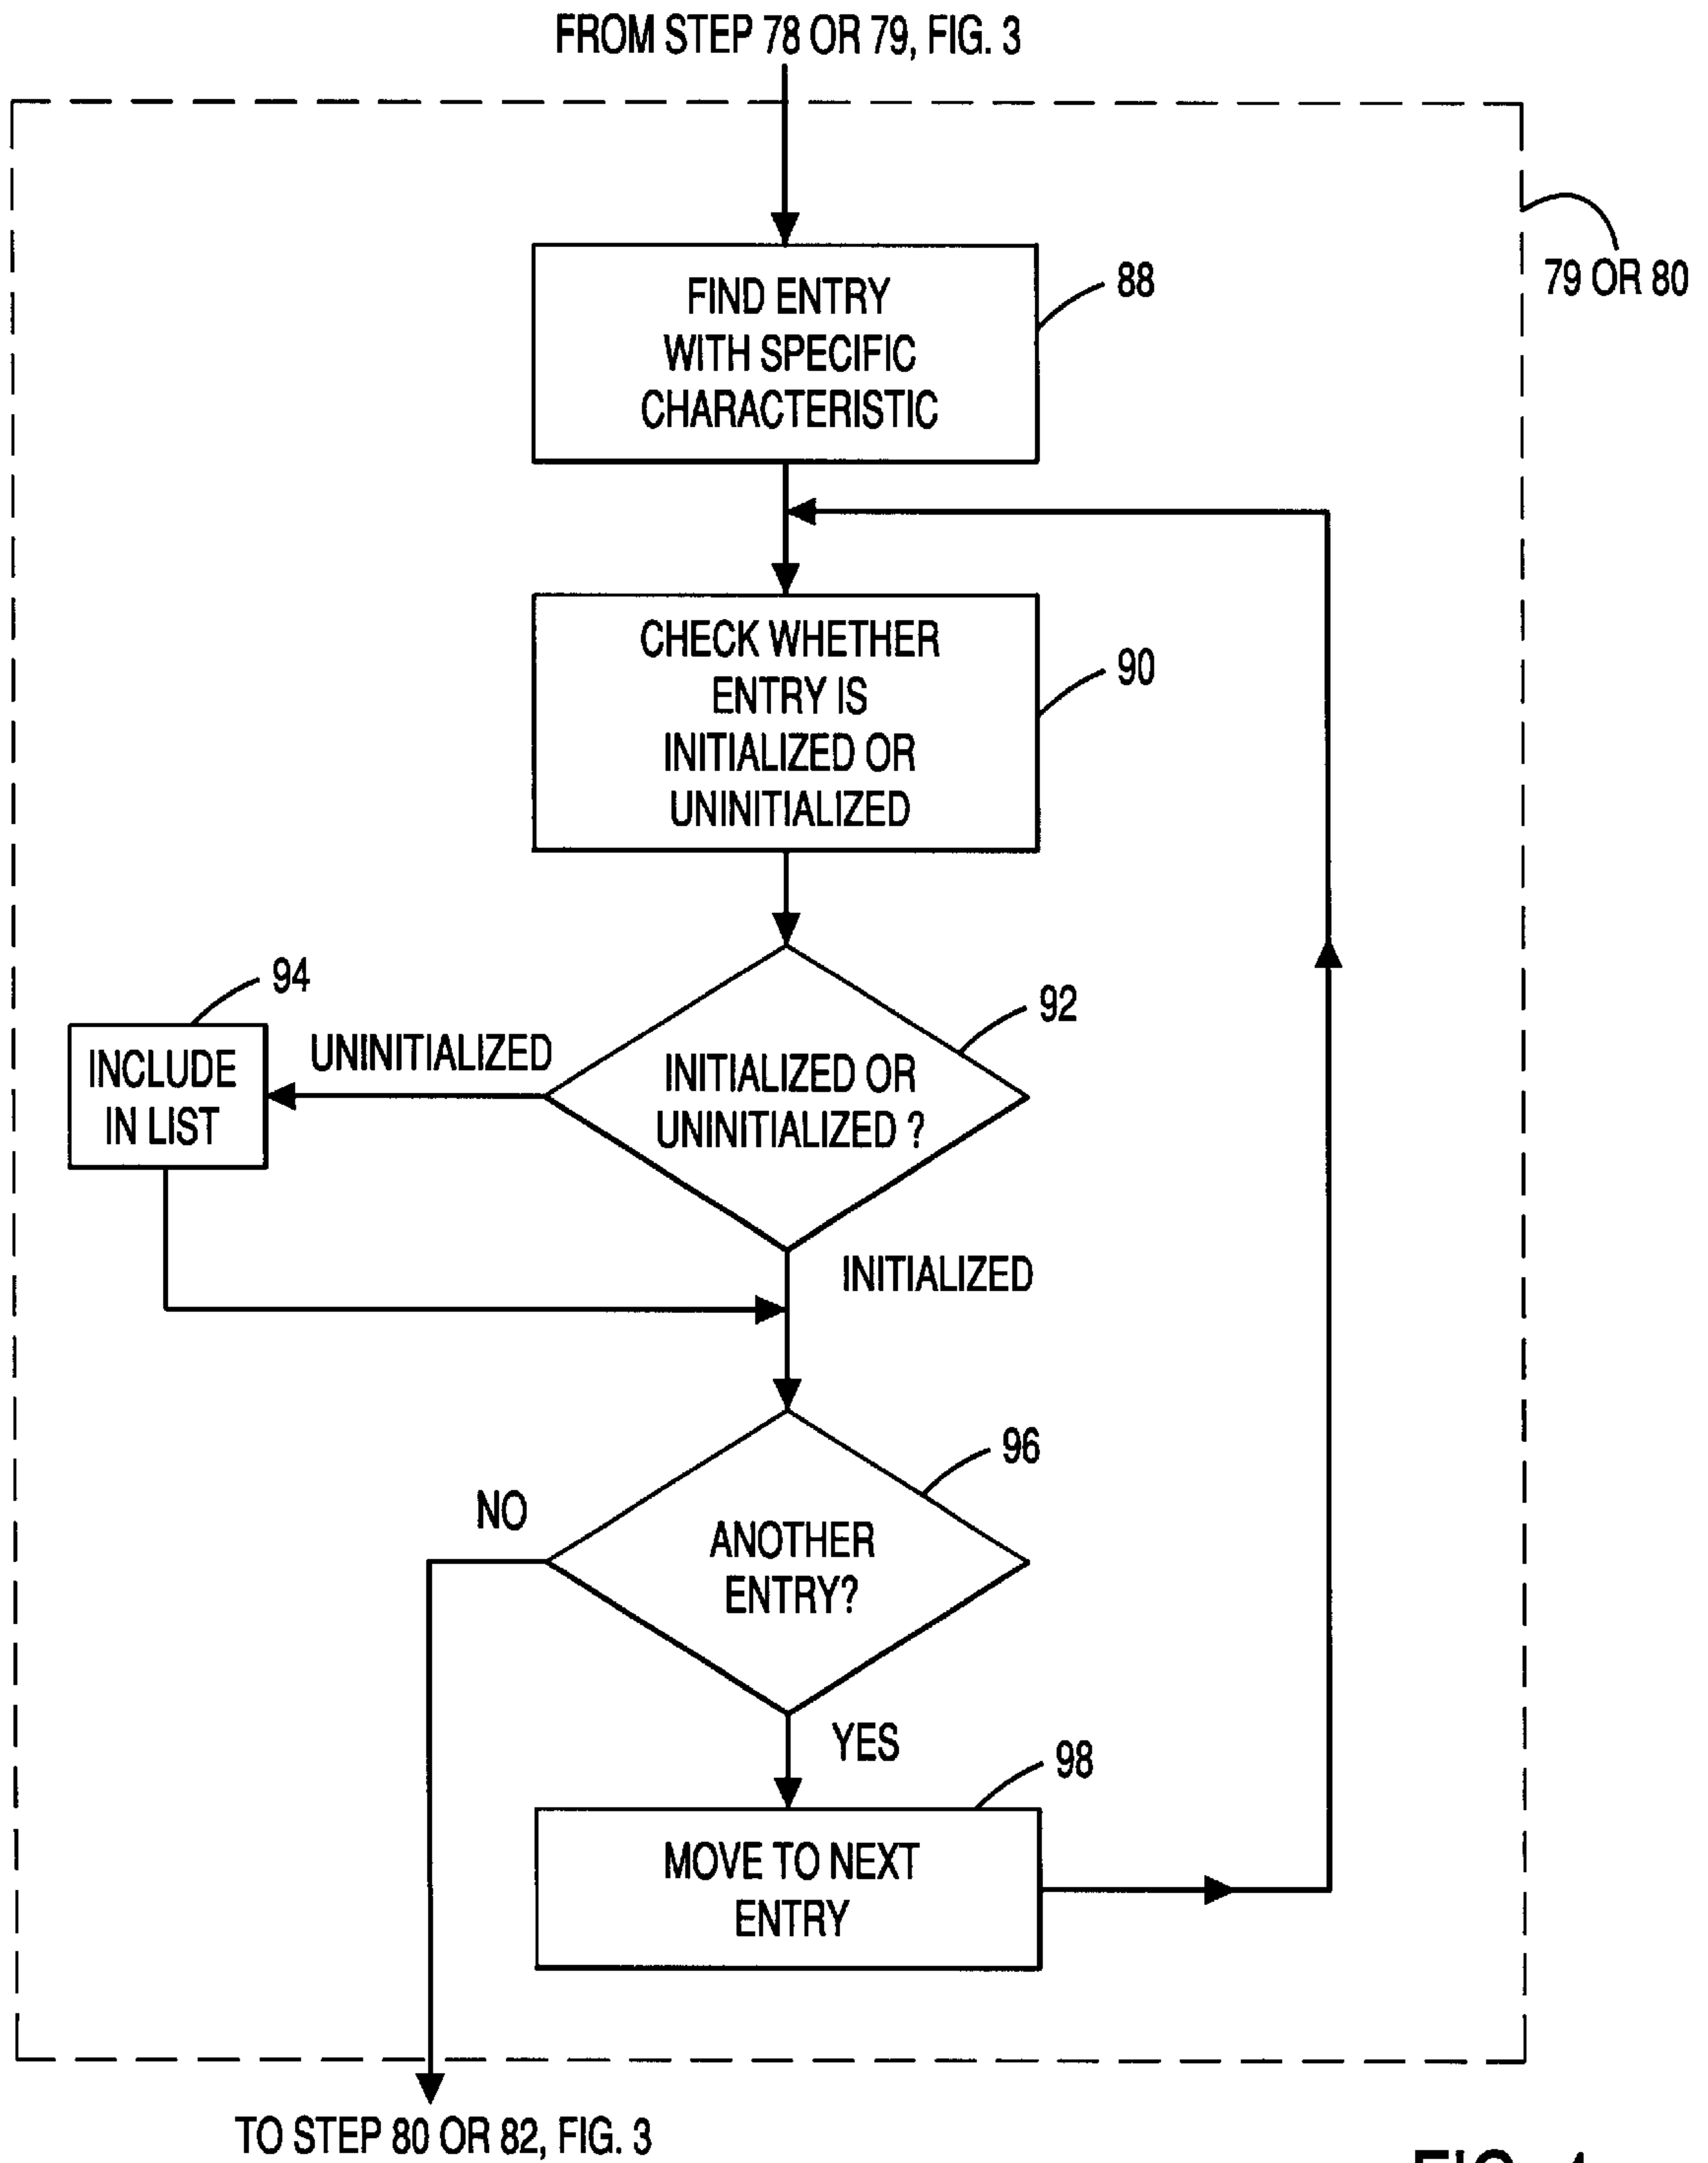 FROM STEP 78 OR 79, FIG. 3
79 OR 80
88
FIND ENTRY
WITH SPECIFIC
CHARACTERISTIC
90
CHECK WHETHER
ENTRY IS
INITIALIZED OR
UNINITIALIZED
94
92
INCLUDE
IN LIST
UNINITIALIZED
INITIALIZED OR
UNINITIALIZED ?
INITIALIZED
96
NO
ANOTHER
ENTRY?
YES
98
MOVE TO NEXT
ENTRY
TO STEP 80 OR 82, FIG. 3